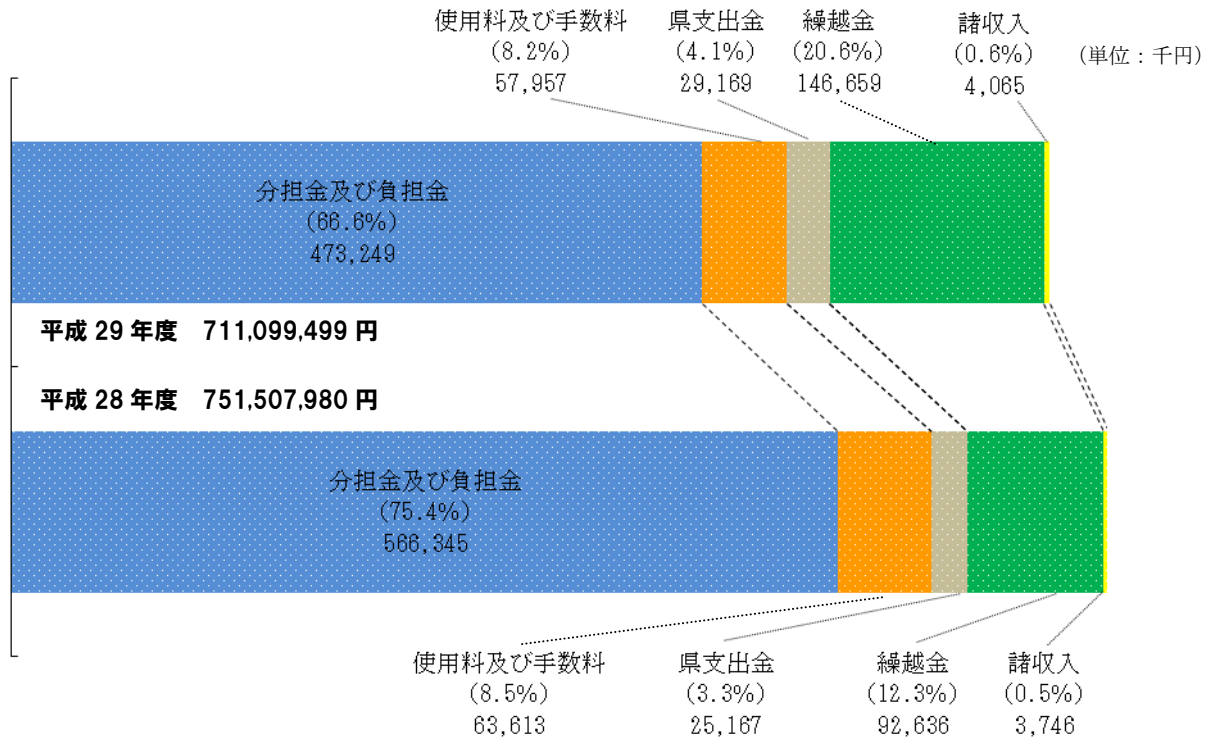 使用料及び手数料
(8.2%)
57,957
県支出金
(4.1%)
29,169
繰越金
(20.6%)
146,659
諸収入
(0.6%)
4,065
(単位：千円)
分担金及び負担金
(66.6%)
473,249
平成 29 年度　711,099,499 円
平成 28 年度　751,507,980 円
分担金及び負担金
(75.4%)
566,345
使用料及び手数料
(8.5%)
63,613
県支出金
(3.3%)
25,167
繰越金
(12.3%)
92,636
諸収入
(0.5%)
3,746